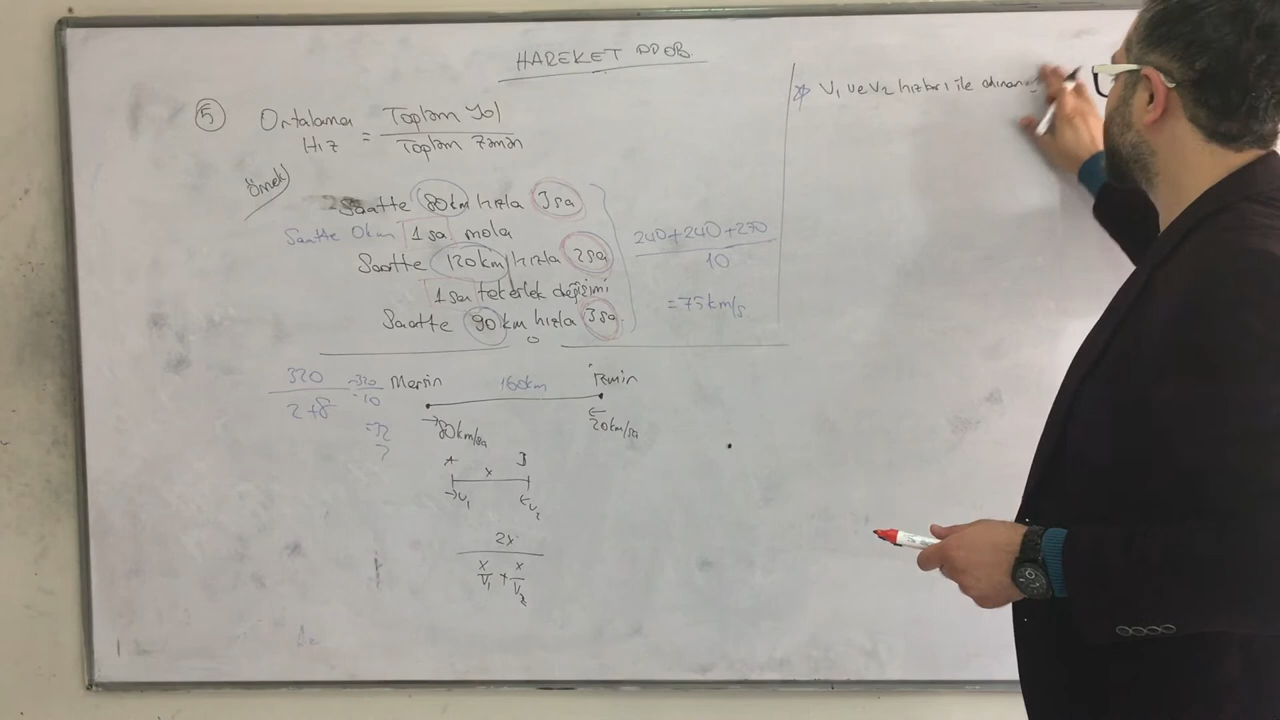 HAREKET PROB.
5 Ortalama Hız = Toplam Yol / Toplam Zaman
Örnek
Saatte 80km hızla 3sa
Saatte 0km 1 sa mola
Saatte 120km hızla 2sa
1 sa tekerlek değişimi
Saatte 90km hızla 3sa
240+240+270 / 10
=75km/s
320 / 2+8 = 320 / 10
=32
Mersin 160km İzmir
80km/sa 20km/sa
A B
x
V1 V2
2x
x/V1 + x/V2
* V1 ve V2 hızları ile